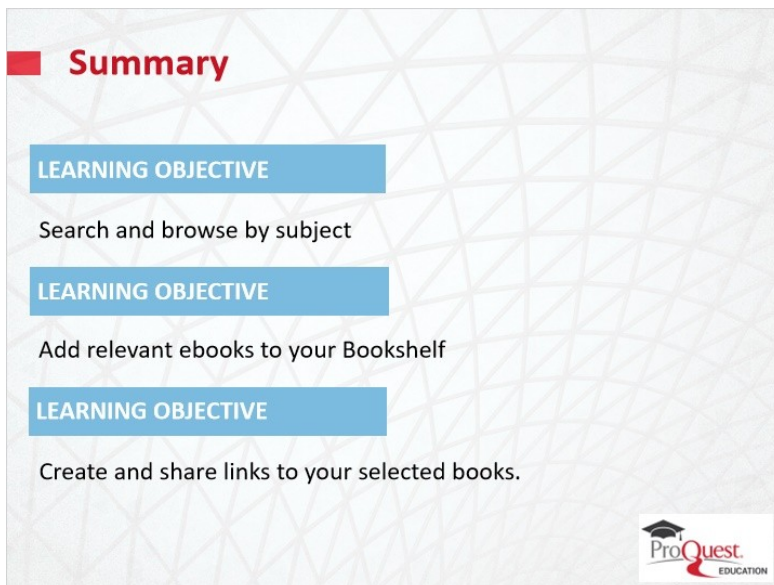 Summary
LEARNING OBJECTIVE
Search and browse by subject
LEARNING OBJECTIVE
Add relevant ebooks to your Bookshelf
LEARNING OBJECTIVE
Create and share links to your selected books.
ProQuest.
EDUCATION